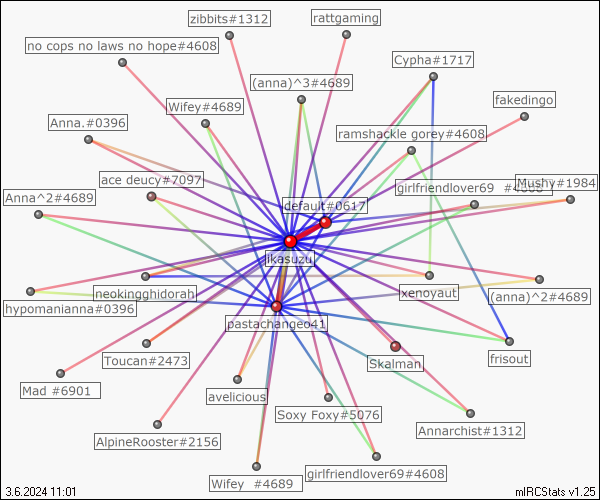 zibbits#1312
rattgaming
no cops no laws no hope#4608
Cypha#1717
(anna)^3#4689
fakedingo
Wifey#4689
Anna.#0396
ramshackle gorey#4608
ace deucy#7097
Mushy#1984
girlfriendlover69
Anna^2#4689
default#0617
jkasuzu
neokingghidorah
xenoyaut
(anna)^2#4689
hypomanianna#0396
pastachangeo41
Toucan#2473
Skalman
frisout
Mad #6901
avelicious
Soxy Foxy#5076
Annarchist#1312
AlpineRooster#2156
girlfriendlover69#4608
Wifey #4689
3.6.2024 11:01
mIRCStats v1.25